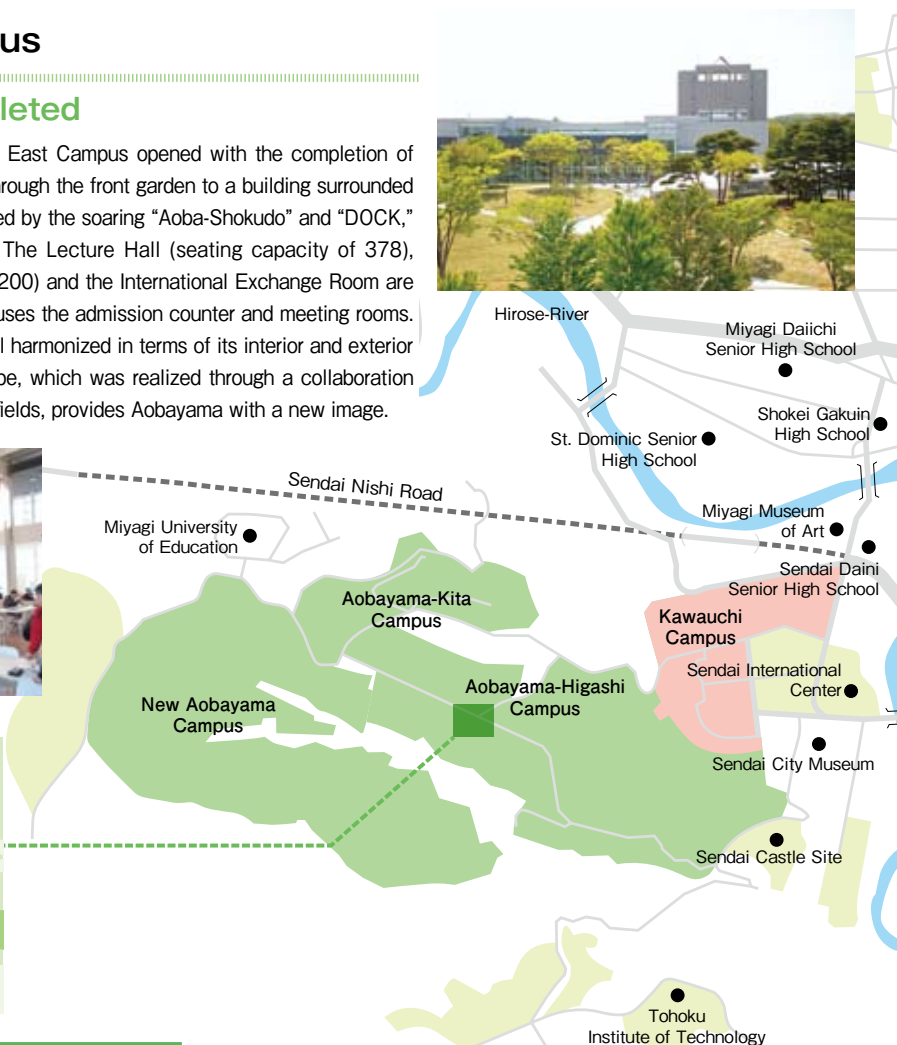 us
leted
East Campus opened with the completion of
hrough the front garden to a building surrounded
ed by the soaring “Aoba-Shokudo” and “DOCK,”
The Lecture Hall (seating capacity of 378),
200) and the International Exchange Room are
uses the admission counter and meeting rooms.
l harmonized in terms of its interior and exterior
pe, which was realized through a collaboration
fields, provides Aobayama with a new image.
Hirose-River
Miyagi Daiichi
Senior High School
Shokei Gakuin
High School
St. Dominic Senior
High School
Sendai Nishi Road
Miyagi Museum
of Art
Miyagi University
of Education
Sendai Daini
Senior High School
Aobayama-Kita
Campus
Kawauchi
Campus
Sendai International
Center
Aobayama-Higashi
Campus
New Aobayama
Campus
Sendai City Museum
Sendai Castle Site
Tohoku
Institute of Technology